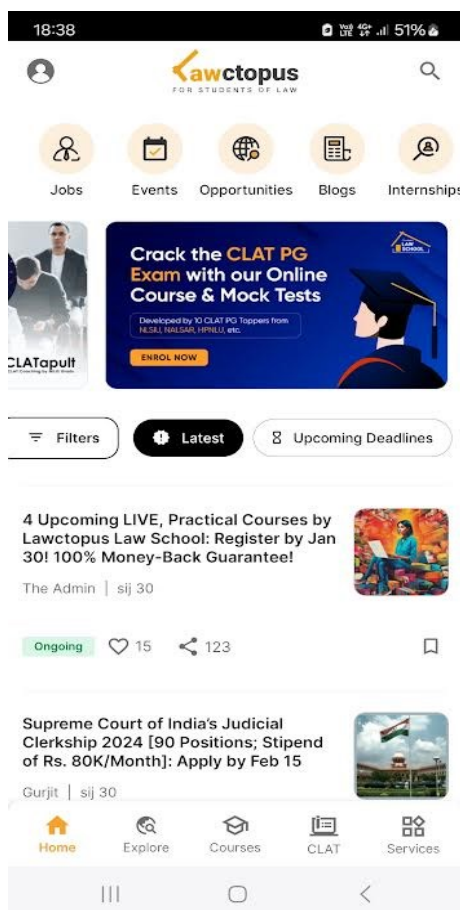 18:38
Vo) 4G+
LTE
51%
Lawctopus
FOR STUDENTS OF LAW
Jobs
Events
Opportunities
Blogs
Internships
CLATapult
Crack the CLAT PG
Exam with our Online
Course & Mock Tests
Developed by 10 CLAT PG Toppers from
NLSIU, NALSAR, HPNLU, etc.
ENROL NOW
LAW
SCHOOL
Filters
Latest
Upcoming Deadlines
4 Upcoming LIVE, Practical Courses by
Lawctopus Law School: Register by Jan
30! 100% Money-Back Guarantee!
The Admin | sij 30
Ongoing
15
123
Supreme Court of India's Judicial
Clerkship 2024 [90 Positions; Stipend
of Rs. 80K/Month]: Apply by Feb 15
Gurjit | sij 30
Home
Explore
Courses
CLAT
Services